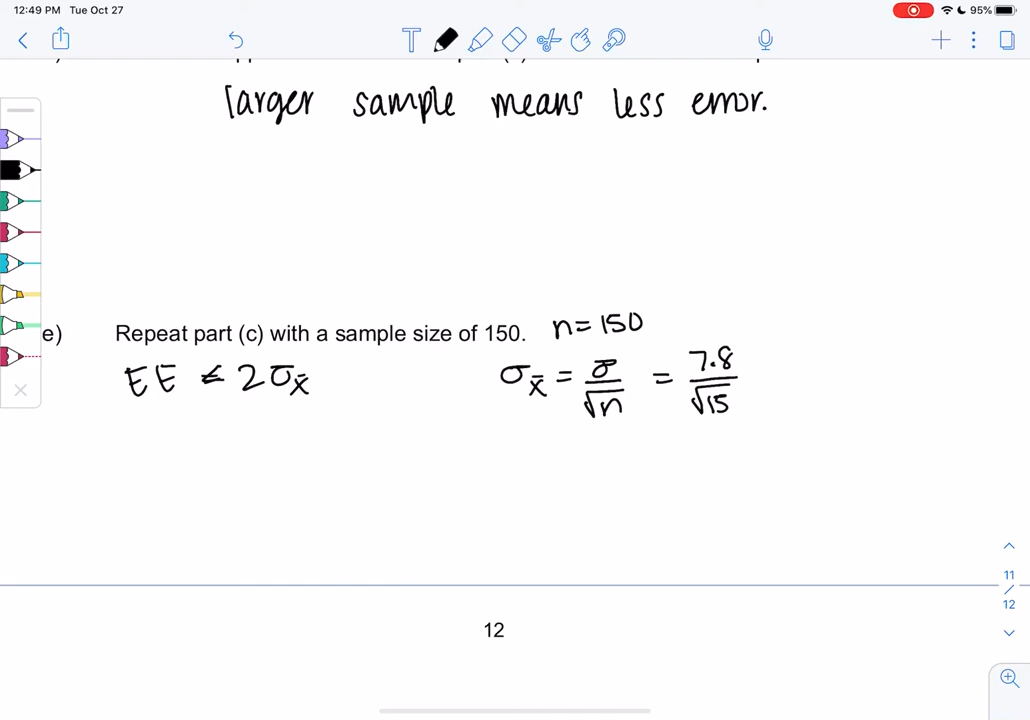 12:49 PM Tue Oct 27
95%
T
larger sample means less error.
e) Repeat part (c) with a sample size of 150. n = 150
EE < 2σx̄ σx̄ = σ/√n = 7.8/√15
11
/
12
12